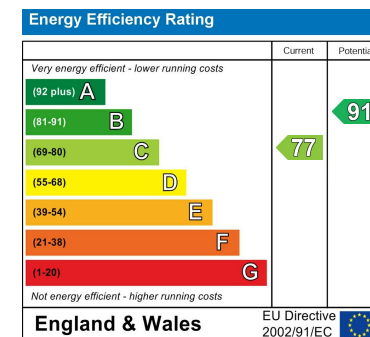 Energy Efficiency Rating
Current Potentia
Very energy efficient - lower running costs
(92 plus) A
(81-91) B
91
(69-80) C
77
(55-68) D
(39-54) E
(21-38) F
(1-20) G
Not energy efficient - higher running costs
England & Wales
EU Directive
2002/91/EC